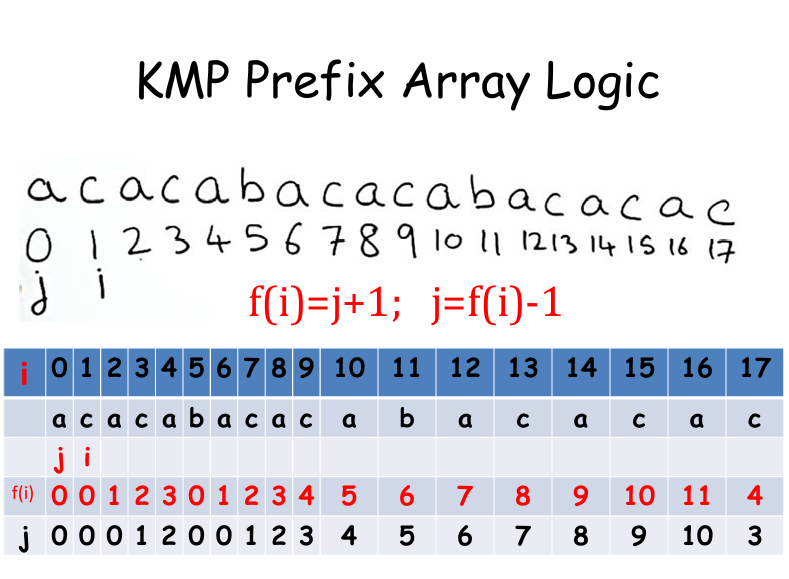 KMP Prefix Array Logic
a c a c a b a c a c a b a c a c a c
0 1 2 3 4 5 6 7 8 9 10 11 12 13 14 15 16 17
j i
f(i)=j+1; j=f(i)-1
i 0 1 2 3 4 5 6 7 8 9 10 11 12 13 14 15 16 17
a c a c a b a c a c a b a c a c a c
j i
f(i) 0 0 1 2 3 0 1 2 3 4 5 6 7 8 9 10 11 4
j 0 0 0 1 2 0 0 1 2 3 4 5 6 7 8 9 10 3